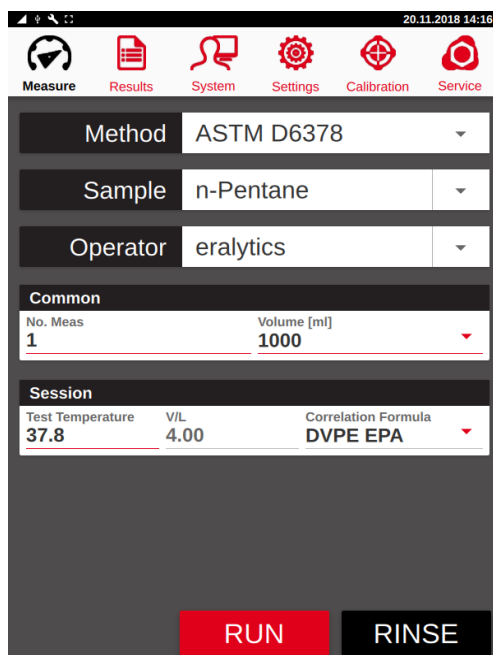 20.11.2018 14:16
Measure Results System Settings Calibration Service
Method ASTM D6378
Sample n-Pentane
Operator eralytics
Common
No. Meas Volume [ml]
1 1000
Session
Test Temperature V/L Correlation Formula
37.8 4.00 DVPE EPA
RUN RINSE